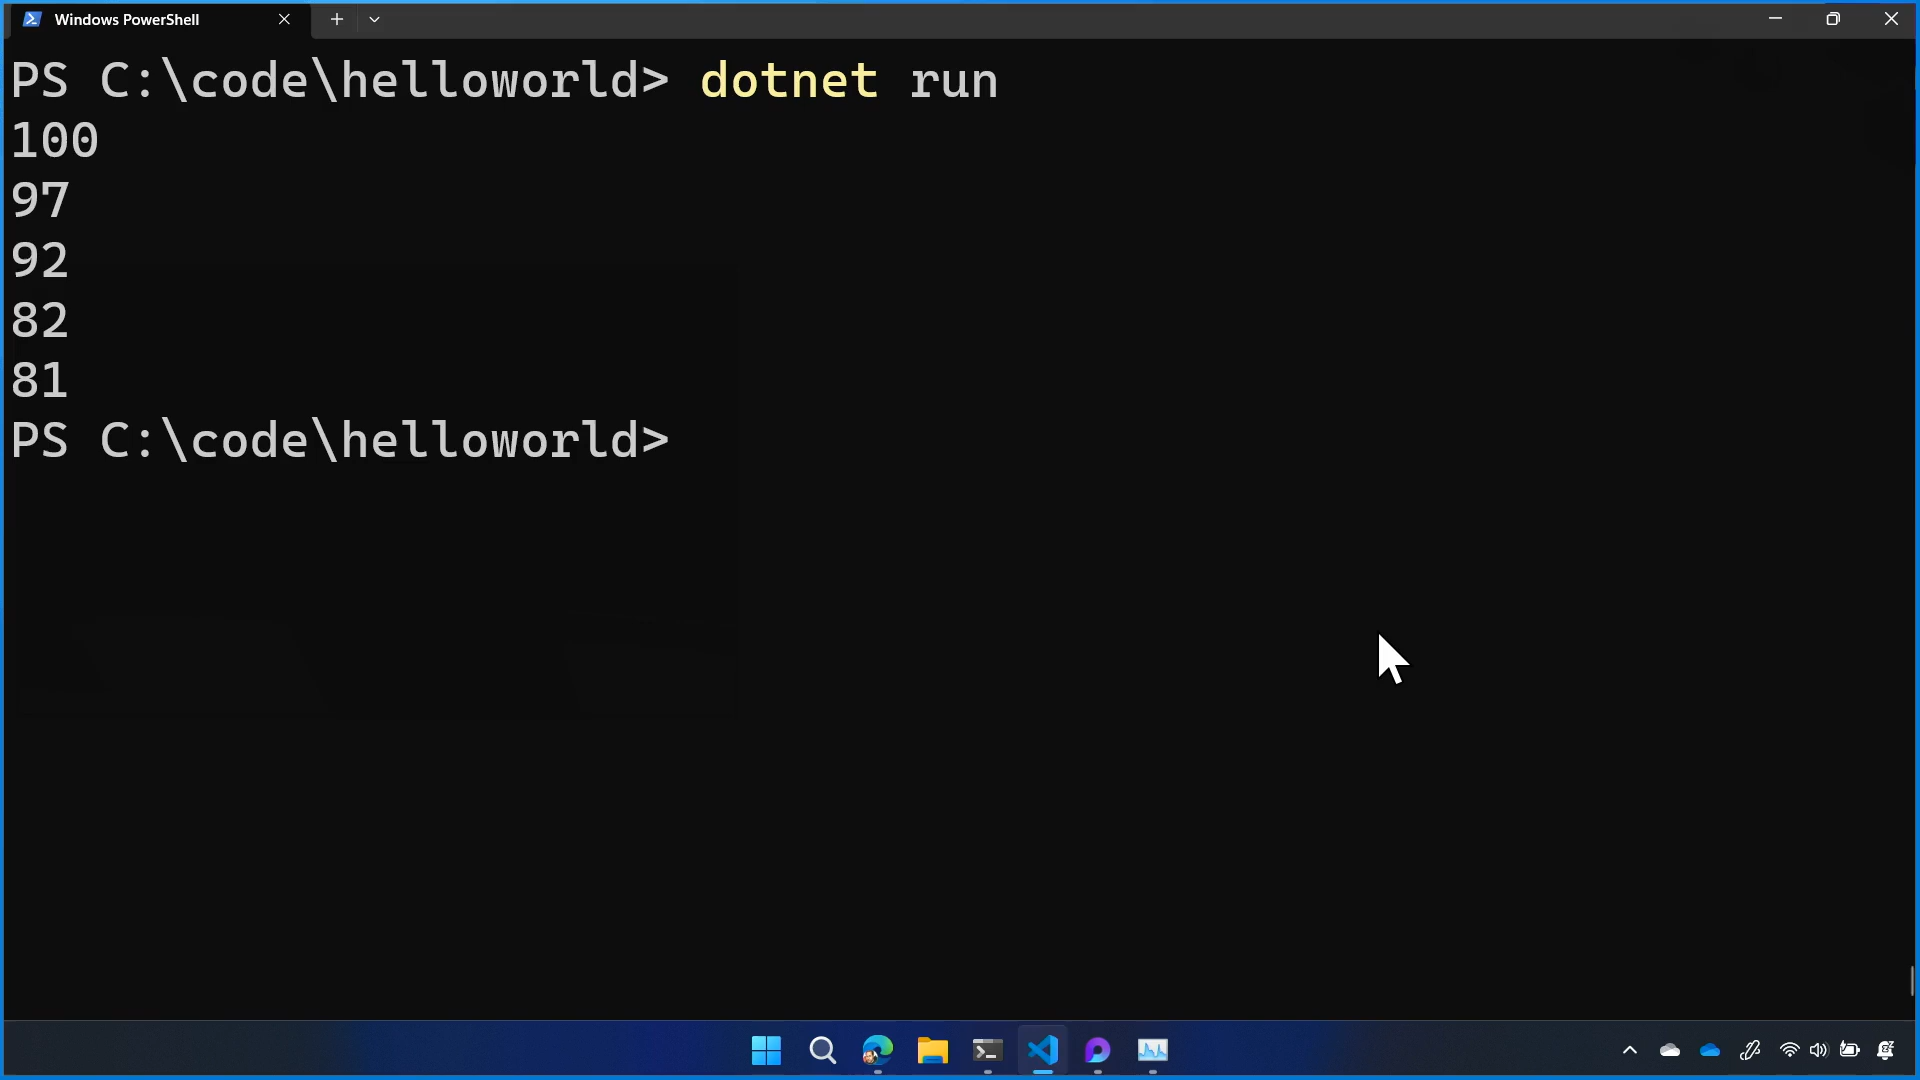 Windows PowerShell
PS C:\code\helloworld> dotnet run
100
97
92
82
81
PS C:\code\helloworld>